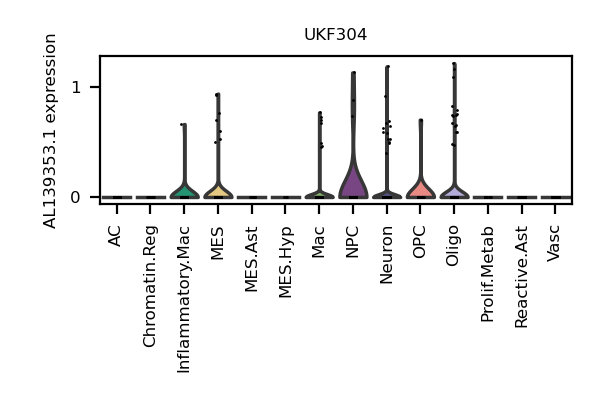 UKF304
AL139353.1 expression
1
0
AC
Chromatin.Reg
Inflammatory.Mac
MES
MES.Ast
MES.Hyp
Mac
NPC
Neuron
OPC
Oligo
Prolif.Metab
Reactive.Ast
Vasc